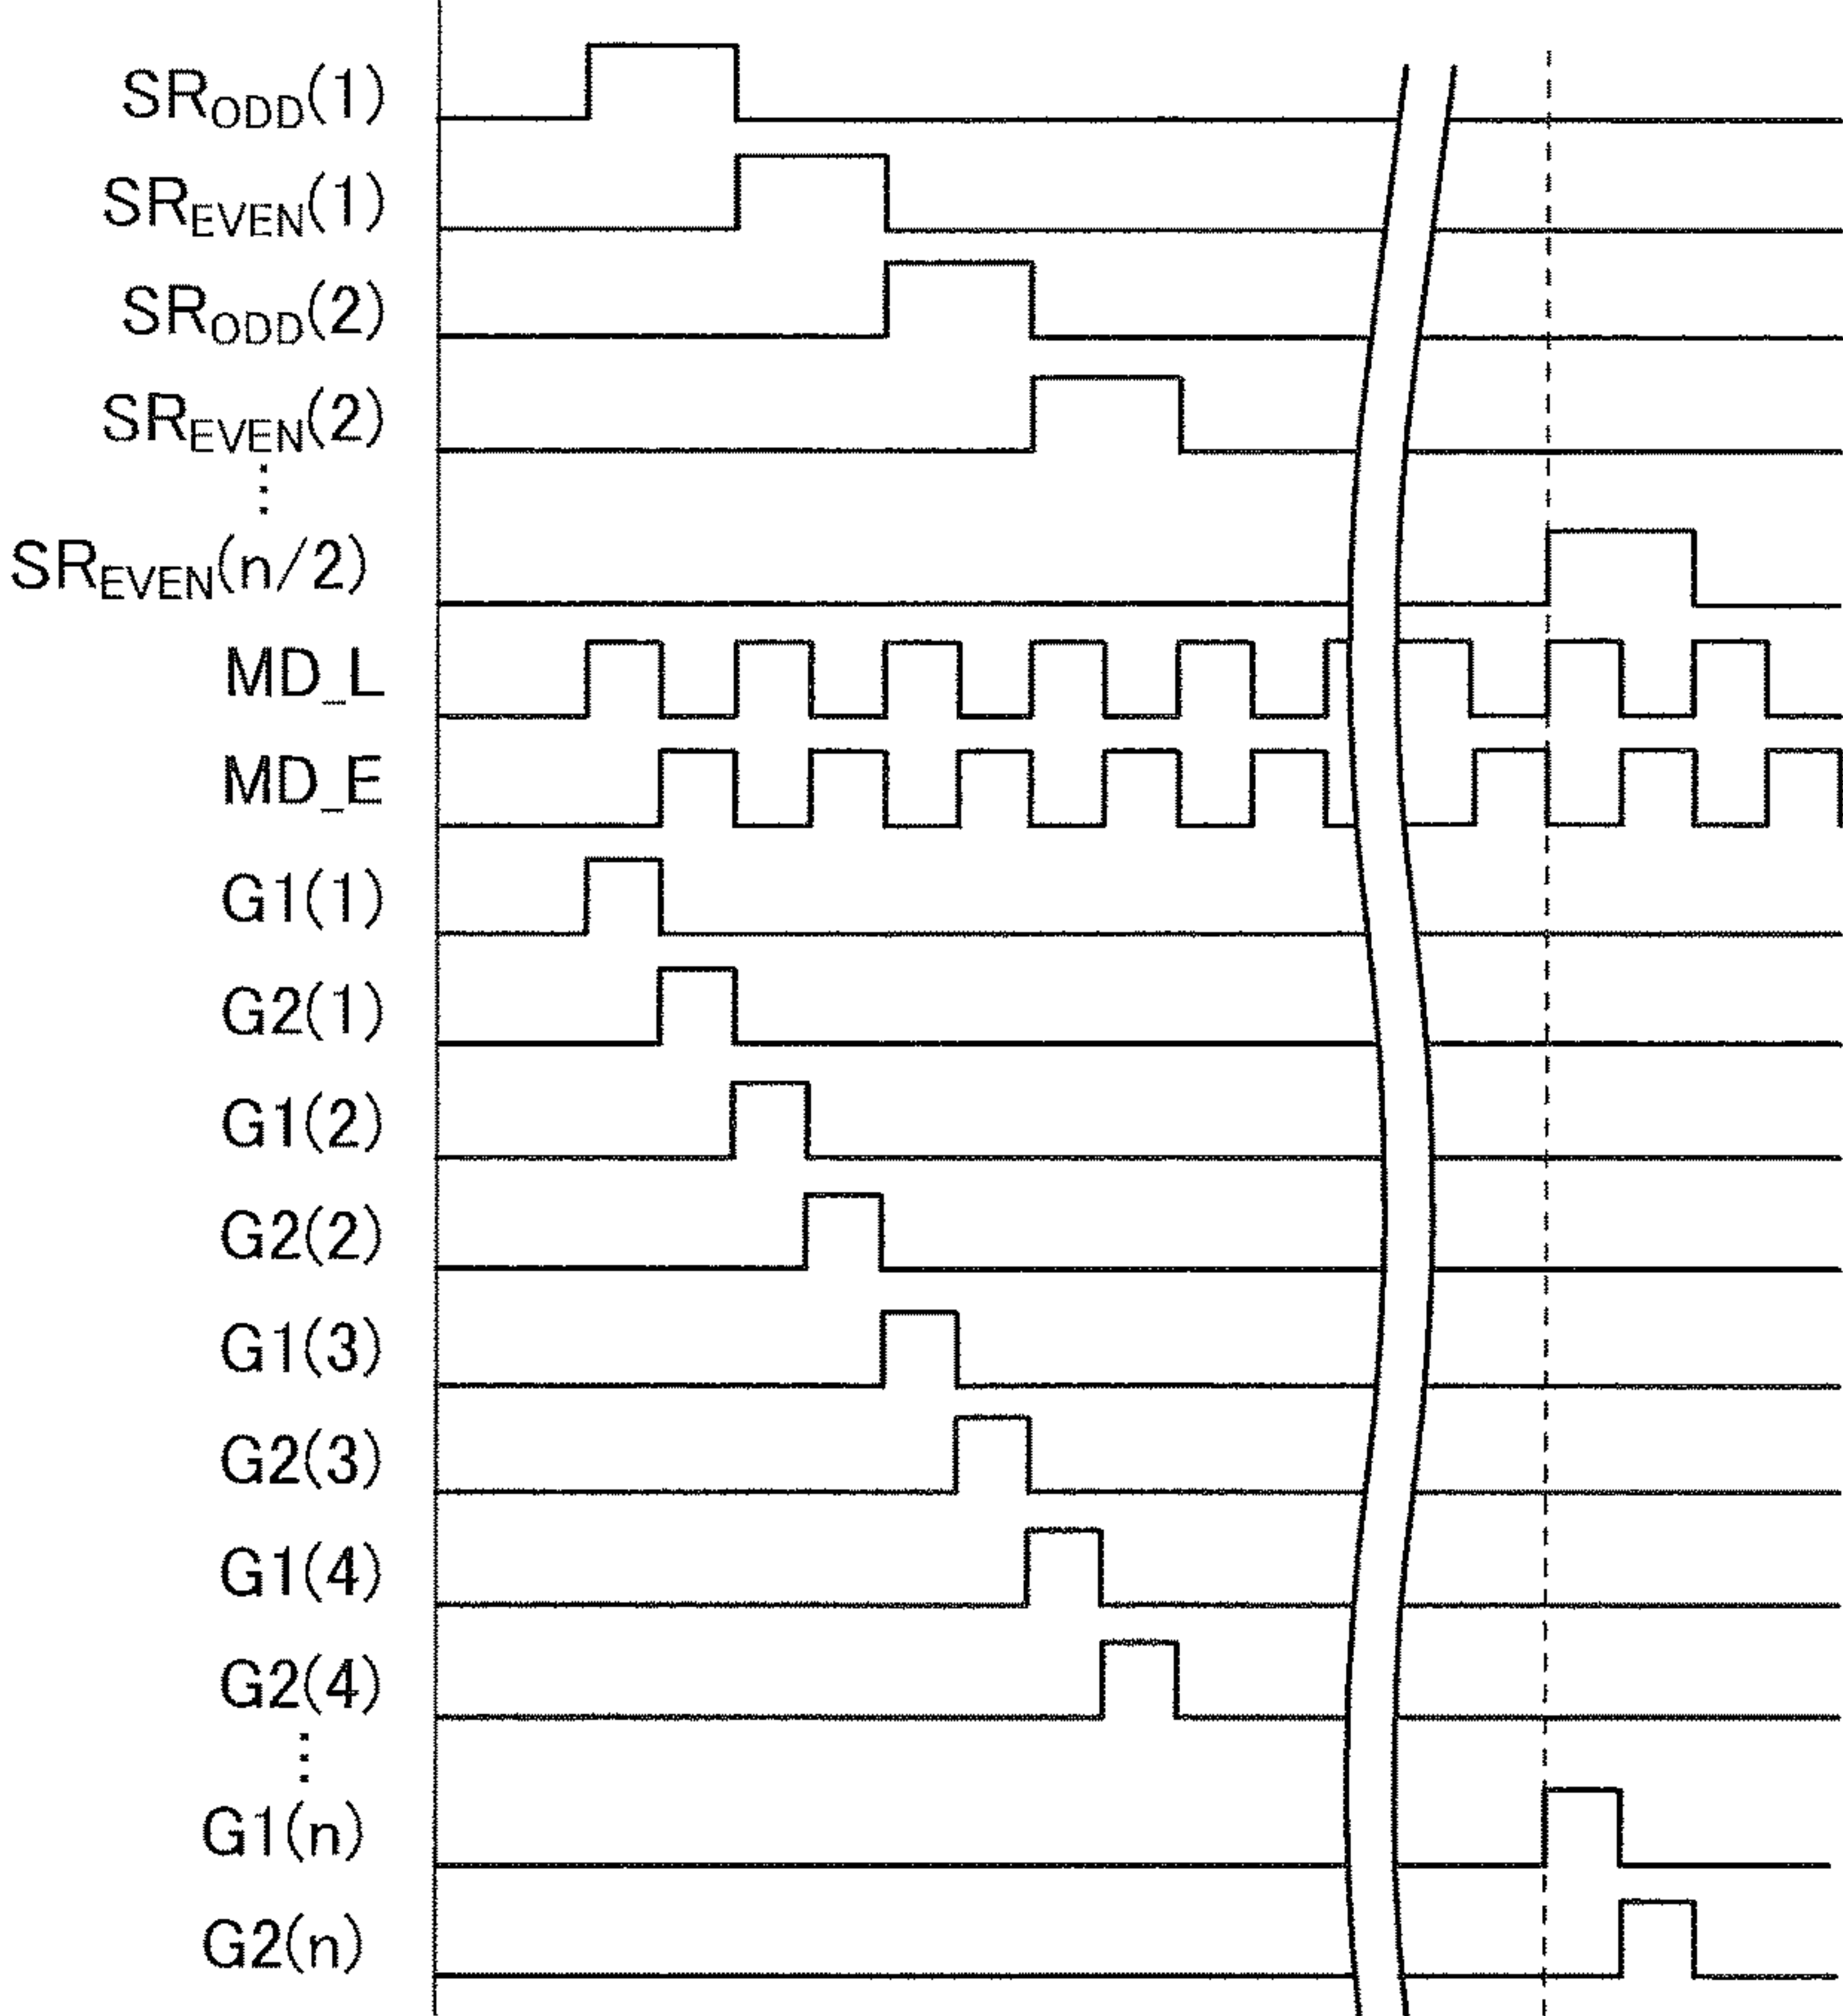 SRODD(1)
SREVEN(1)
SRODD(2)
SREVEN(2)
⋮
SREVEN(n/2)
MD_L
MD_E
G1(1)
G2(1)
G1(2)
G2(2)
G1(3)
G2(3)
G1(4)
G2(4)
⋮
G1(n)
G2(n)